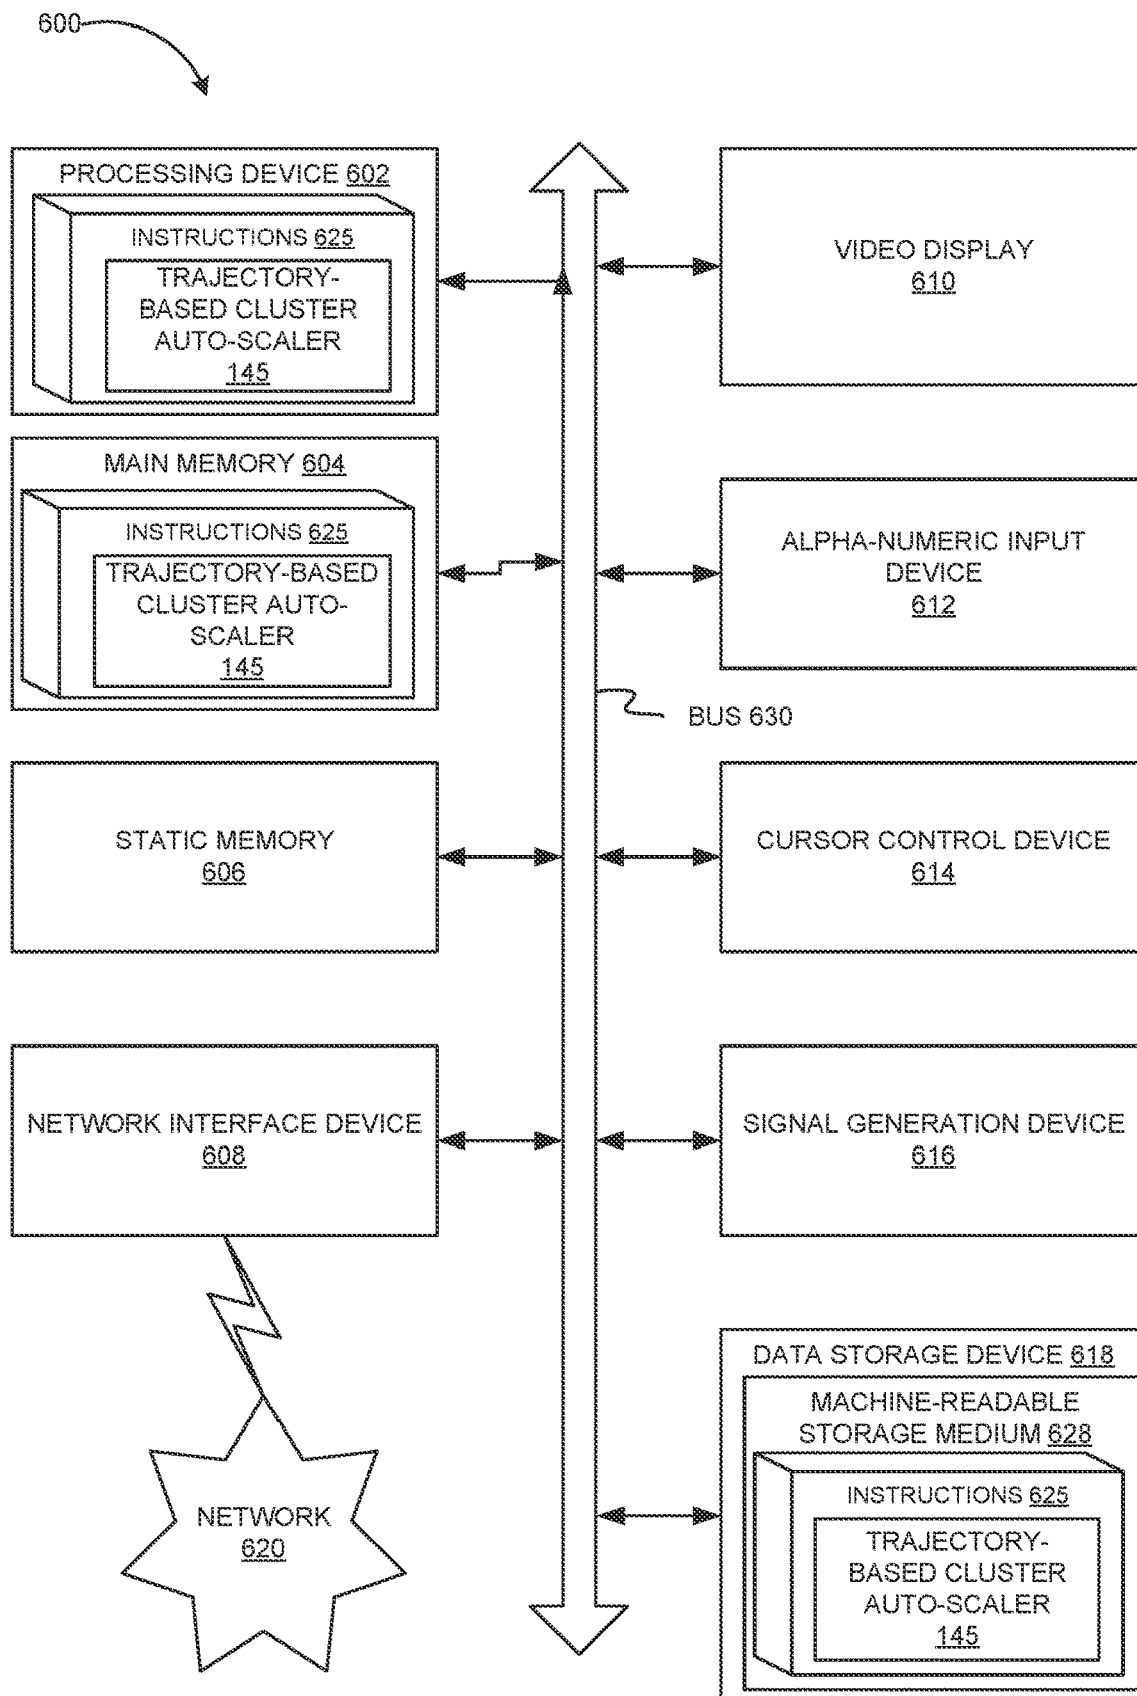 600
PROCESSING DEVICE 602
INSTRUCTIONS 625
TRAJECTORY-
BASED CLUSTER
AUTO-SCALER
145
MAIN MEMORY 604
INSTRUCTIONS 625
TRAJECTORY-BASED
CLUSTER AUTO-
SCALER
145
STATIC MEMORY
606
NETWORK INTERFACE DEVICE
608
NETWORK
620
BUS 630
VIDEO DISPLAY
610
ALPHA-NUMERIC INPUT
DEVICE
612
CURSOR CONTROL DEVICE
614
SIGNAL GENERATION DEVICE
616
DATA STORAGE DEVICE 618
MACHINE-READABLE
STORAGE MEDIUM 628
INSTRUCTIONS 625
TRAJECTORY-
BASED CLUSTER
AUTO-SCALER
145